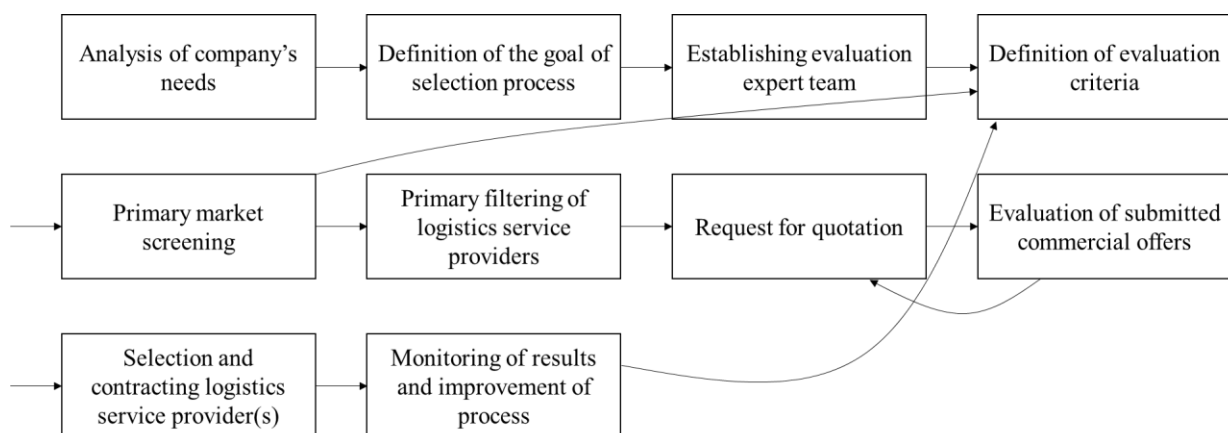 Analysis of company’s
needs
Definition of the goal of
selection process
Establishing evaluation
expert team
Definition of evaluation
criteria
Primary market
screening
Primary filtering of
logistics service
providers
Request for quotation
Evaluation of submitted
commercial offers
Selection and
contracting logistics
service provider(s)
Monitoring of results
and improvement of
process